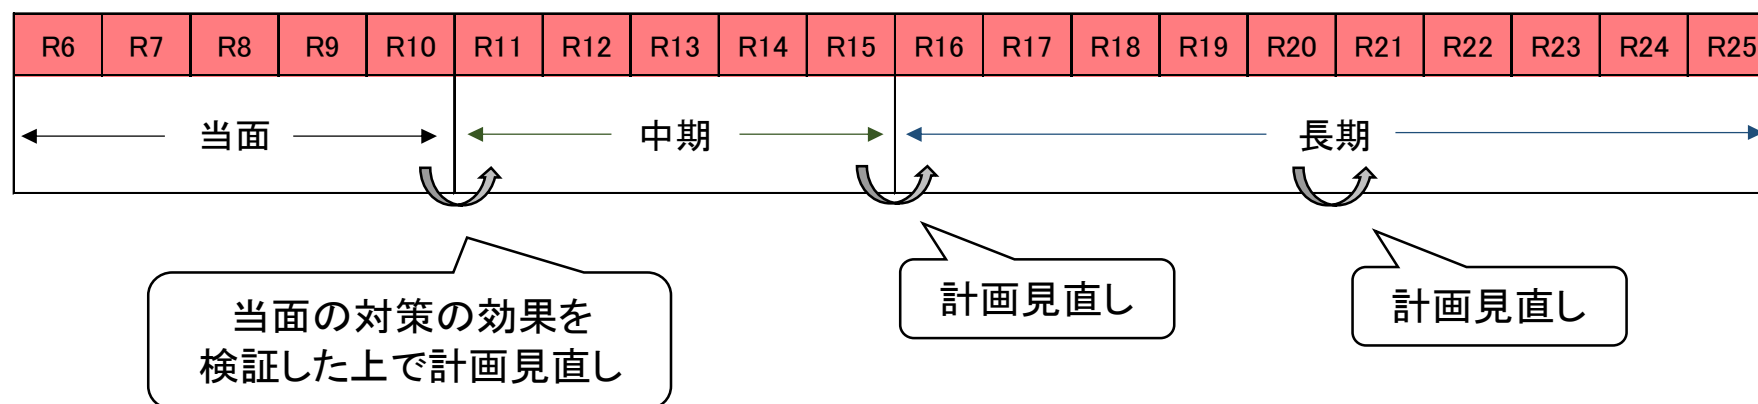 R6 R7 R8 R9 R10 R11 R12 R13 R14 R15 R16 R17 R18 R19 R20 R21 R22 R23 R24 R25
当面 中期 長期
当面の対策の効果を
検証した上で計画見直し
計画見直し
計画見直し